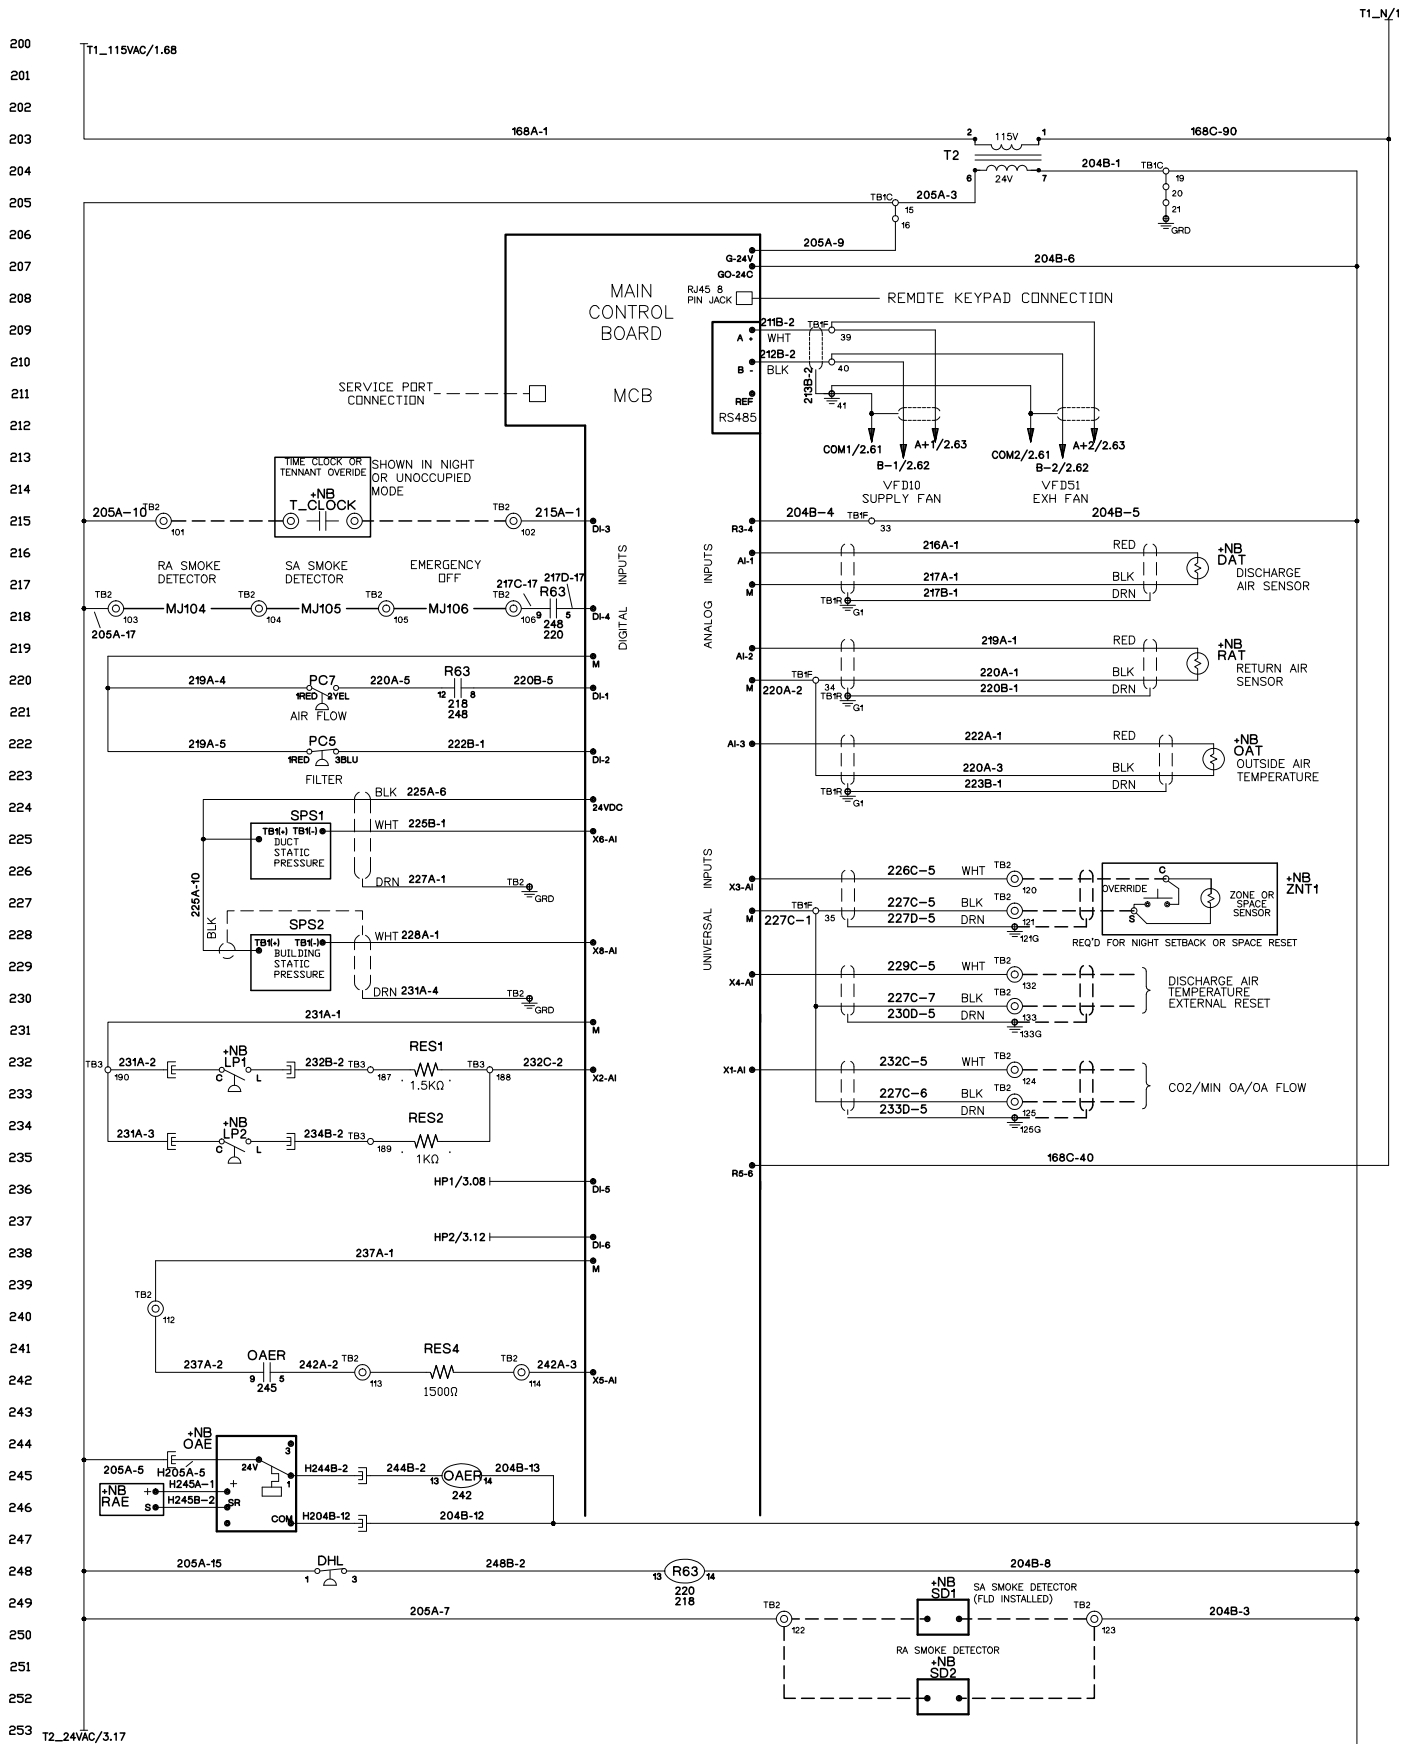 T1_N/1
200
T1_115VAC/1.68
201
202
203
168A-1
2
115V
1
168C-90
T2
204
6
24V
7
204B-1
TB1C
19
20
21
GRD
205
TB1C
15
16
205A-3
206
205A-9
G-24V
207
GO-24C
204B-6
208
MAIN
CONTROL
BOARD
RJ45 8
PIN JACK
REMOTE KEYPAD CONNECTION
209
211B-2
TB1F
A +
WHT
39
210
212B-2
B -
BLK
40
211
SERVICE PORT
CONNECTION
MCB
REF
213B-2
41
RS485
212
COM1/2.61
A+1/2.63
COM2/2.61
A+2/2.63
B-1/2.62
B-2/2.62
213
TIME CLOCK OR
TENNANT OVERIDE
SHOWN IN NIGHT
OR UNOCCUPIED
MODE
VFD10
SUPPLY FAN
VFD51
EXH FAN
214
+NB
T_CLOCK
215
205A-10
TB2
101
TB2
102
215A-1
DI-3
R3-4
204B-4
TB1F
33
204B-5
216
RA SMOKE
DETECTOR
SA SMOKE
DETECTOR
EMERGENCY
OFF
DIGITAL INPUTS
ANALOG INPUTS
AI-1
216A-1
RED
+NB
DAT
DISCHARGE
AIR SENSOR
217
217C-17
217D-17
M
217A-1
BLK
217B-1
DRN
TB1R
G1
218
TB2
103
MJ104
TB2
104
MJ105
TB2
105
MJ106
TB2
106
R63
9
5
248
220
DI-4
205A-17
219
M
AI-2
219A-1
RED
+NB
RAT
RETURN AIR
SENSOR
220
219A-4
PC7
1RED
2YEL
220A-5
R63
12
8
218
248
220B-5
DI-1
M
220A-2
TB1F
34
220A-1
BLK
220B-1
DRN
TB1R
G1
221
AIR FLOW
222
219A-5
PC5
1RED
3BLU
222B-1
DI-2
AI-3
222A-1
RED
+NB
OAT
OUTSIDE AIR
TEMPERATURE
223
FILTER
220A-3
BLK
223B-1
DRN
TB1R
G1
224
BLK
225A-6
24VDC
225
SPS1
TB1(+)
TB1(-)
DUCT
STATIC
PRESSURE
WHT
225B-1
X6-AI
226
225A-10
DRN
227A-1
TB2
GRD
UNIVERSAL INPUTS
X3-AI
226C-5
WHT
TB2
120
OVERRIDE
C
S
+NB
ZNT1
ZONE OR
SPACE
SENSOR
227
M
227C-1
TB1F
35
227C-5
BLK
TB2
121
227D-5
DRN
121G
228
BLK
SPS2
TB1(+)
TB1(-)
BUILDING
STATIC
PRESSURE
WHT
228A-1
X8-AI
REQ'D FOR NIGHT SETBACK OR SPACE RESET
229
X4-AI
229C-5
WHT
TB2
132
DISCHARGE AIR
TEMPERATURE
EXTERNAL RESET
230
DRN
231A-4
TB2
GRD
227C-7
BLK
TB2
133
230D-5
DRN
133G
231
231A-1
M
232
TB3
190
231A-2
+NB
LP1
C
L
232B-2
TB3
187
RES1
1.5KΩ
TB3
188
232C-2
X2-AI
X1-AI
232C-5
WHT
TB2
124
CO2/MIN OA/OA FLOW
233
227C-6
BLK
TB2
125
233D-5
DRN
125G
234
231A-3
+NB
LP2
C
L
234B-2
TB3
189
RES2
1KΩ
235
R5-6
168C-40
236
HP1/3.08
DI-5
237
HP2/3.12
DI-6
238
237A-1
M
239
TB2
112
240
241
242
237A-2
OAER
9
5
245
242A-2
TB2
113
RES4
1500Ω
TB2
114
242A-3
X5-AI
243
244
+NB
OAE
3
245
205A-5
H205A-5
24V
1
H244B-2
244B-2
13
OAER
14
242
204B-13
+NB
RAE
+
H245A-1
+
246
S
H245B-2
SR
COM
H204B-12
204B-12
247
248
205A-15
DHL
1
3
248B-2
13
R63
14
220
218
204B-8
249
205A-7
TB2
122
+NB
SD1
SA SMOKE DETECTOR
(FLD INSTALLED)
TB2
123
204B-3
250
251
RA SMOKE DETECTOR
+NB
SD2
252
253
T2_24VAC/3.17